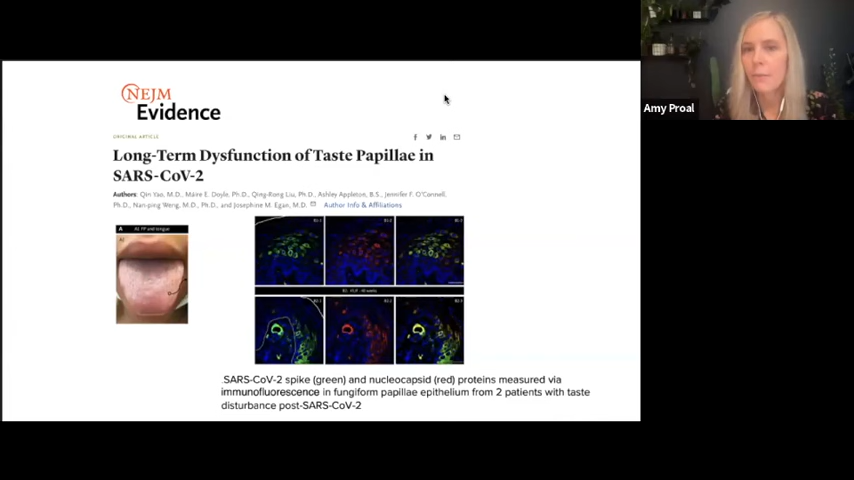 NEJM
Evidence
ORIGINAL ARTICLE
Long-Term Dysfunction of Taste Papillae in
SARS-CoV-2
Authors: Qin Yao, M.D., Máire E. Doyle, Ph.D., Qing-Rong Liu, Ph.D., Ashley Appleton, B.S., Jennifer F. O'Connell,
Ph.D., Nan-ping Weng, M.D., Ph.D., and Josephine M. Egan, M.D. Author Info & Affiliations
A
SARS-CoV-2 spike (green) and nucleocapsid (red) proteins measured via
immunofluorescence in fungiform papillae epithelium from 2 patients with taste
disturbance post-SARS-CoV-2
Amy Proal